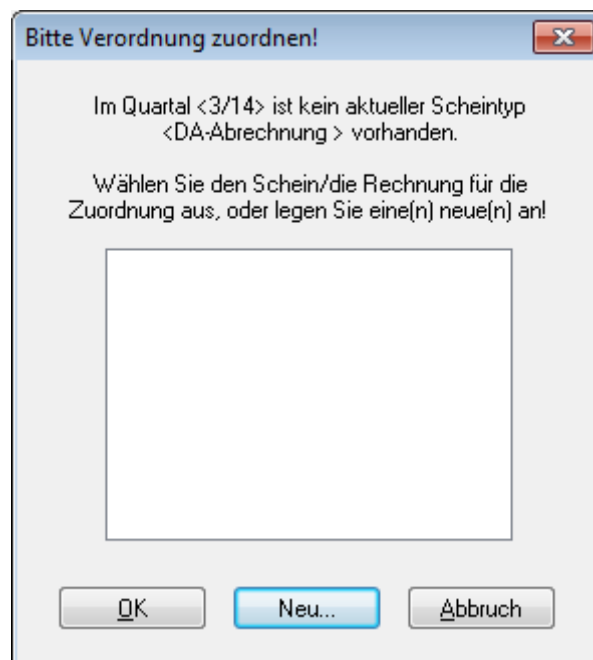 Bitte Verordnung zuordnen!
Im Quartal <3/14> ist kein aktueller Scheintyp
<DA-Abrechnung > vorhanden.
Wählen Sie den Schein/die Rechnung für die
Zuordnung aus, oder legen Sie eine(n) neue(n) an!
OK
Neu...
Abbruch